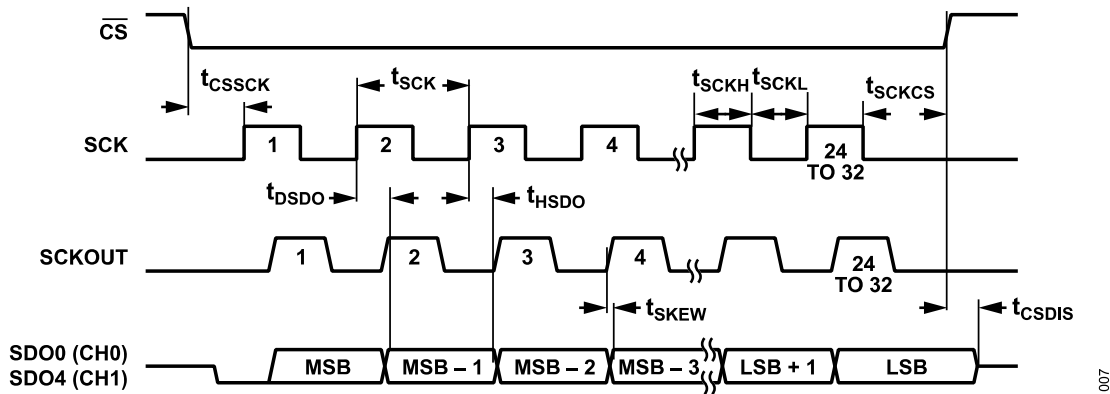 CS
tCSSCK
tSCK
tSCKH
tSCKL
tSCKCS
SCK
1
2
3
4
24
TO 32
tDSDO
tHSDO
SCKOUT
1
2
3
4
24
TO 32
tSKEW
tCSDIS
SDO0 (CH0)
SDO4 (CH1)
MSB
MSB – 1
MSB – 2
MSB – 3
LSB + 1
LSB
007